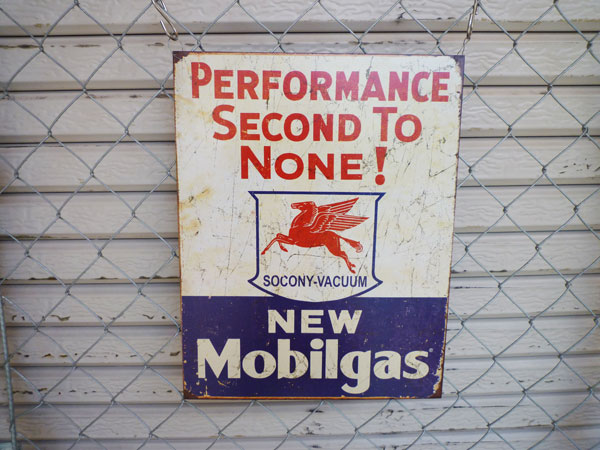 PERFORMANCE
SECOND TO
NONE!
SOCONY-VACUUM
NEW
Mobilgas